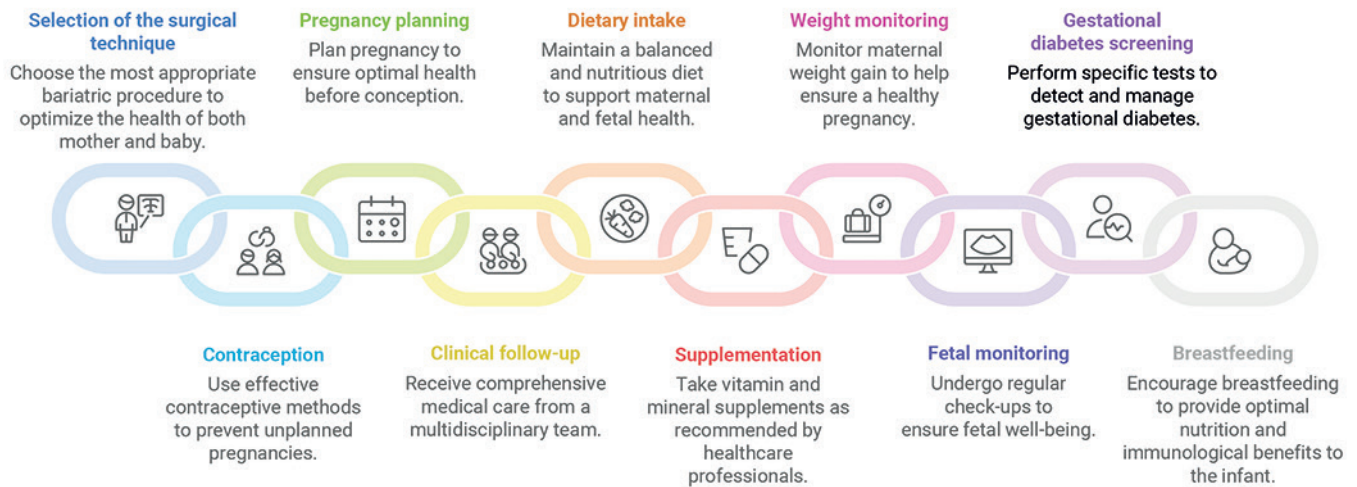 Selection of the surgical
technique
Choose the most appropriate
bariatric procedure to
optimize the health of both
mother and baby.
Pregnancy planning
Plan pregnancy to
ensure optimal health
before conception.
Dietary intake
Maintain a balanced
and nutritious diet
to support maternal
and fetal health.
Weight monitoring
Monitor maternal
weight gain to help
ensure a healthy
pregnancy.
Gestational
diabetes screening
Perform specific tests to
detect and manage
gestational diabetes.
Contraception
Use effective
contraceptive methods
to prevent unplanned
pregnancies.
Clinical follow-up
Receive comprehensive
medical care from a
multidisciplinary team.
Supplementation
Take vitamin and
mineral supplements as
recommended by
healthcare
professionals.
Fetal monitoring
Undergo regular
check-ups to
ensure fetal well-being.
Breastfeeding
Encourage breastfeeding
to provide optimal
nutrition and
immunological benefits to
the infant.